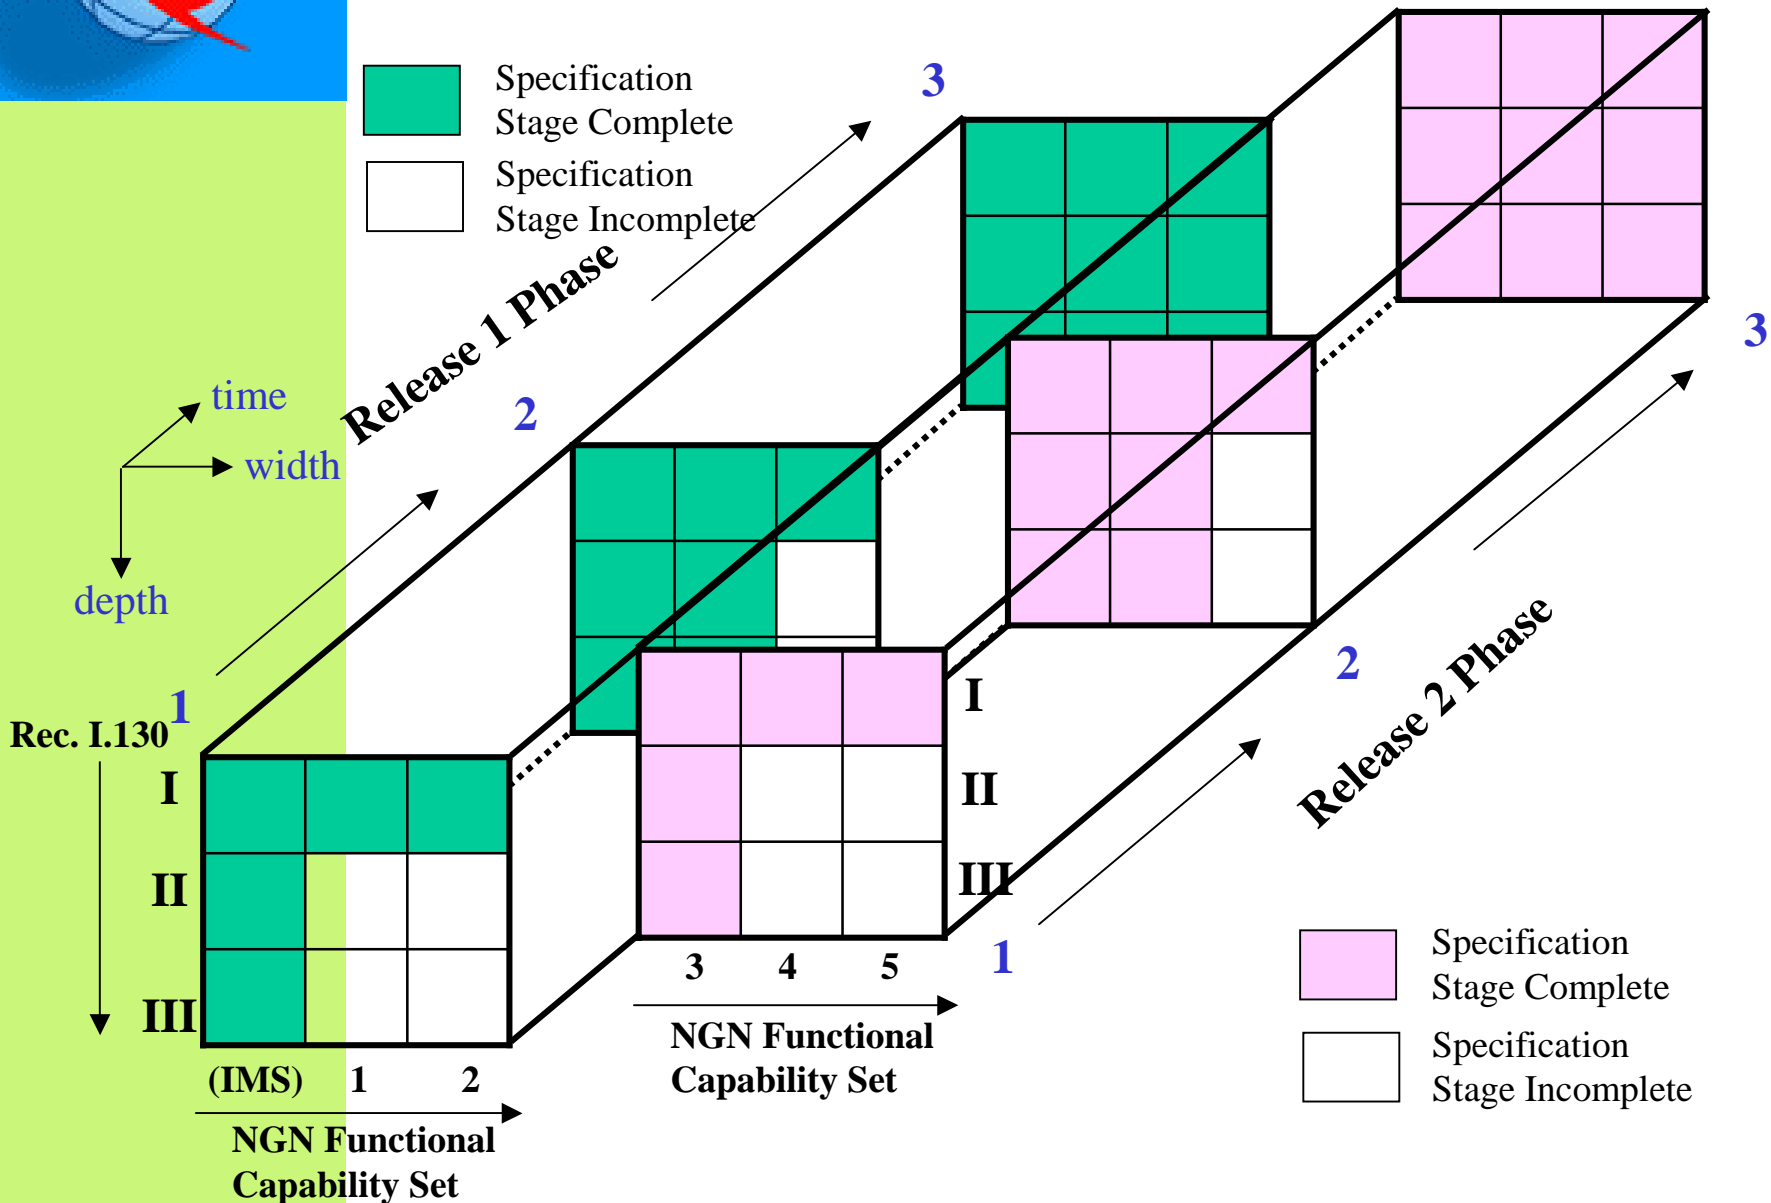 Specification
Stage Complete
Specification
Stage Incomplete
3
Release 1 Phase
2
time
width
depth
1
Rec. I.130
I
II
III
(IMS) 1 2
NGN Functional
Capability Set
I
II
III
3 4 5
NGN Functional
Capability Set
1
2
3
Release 2 Phase
Specification
Stage Complete
Specification
Stage Incomplete